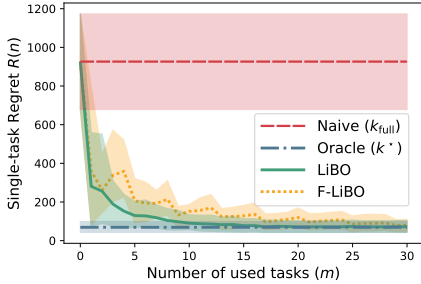 1200
1000
800
600
400
200
0
Single-task Regret R(n)
Naive (k_full)
Oracle (k*)
LiBO
F-LiBO
0 5 10 15 20 25 30
Number of used tasks (m)